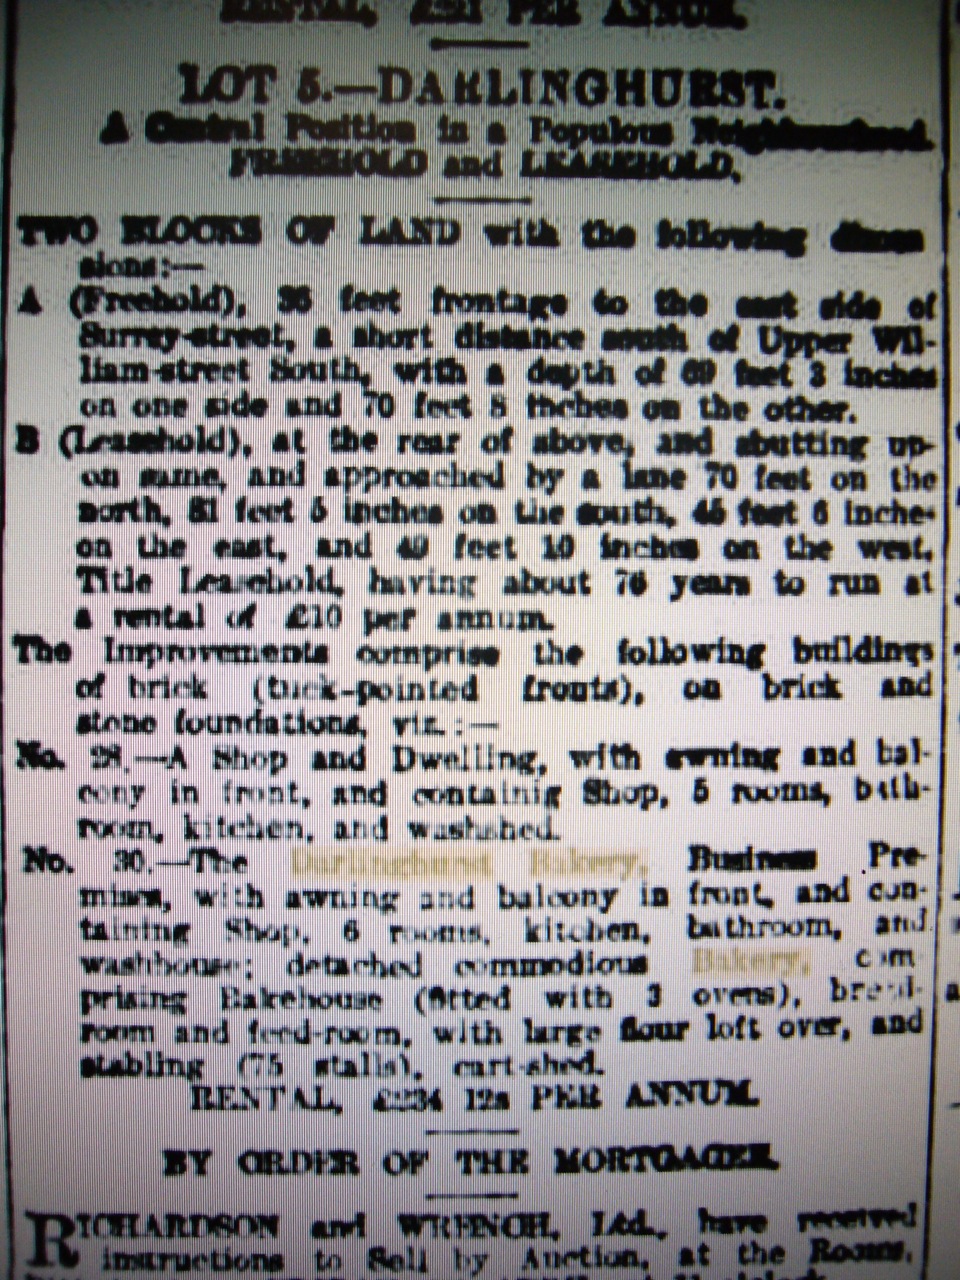 RENTAL, £251 PER ANNUM.
LOT 5.—DARLINGHURST.
A Central Position in a Populous Neighbourhood.
FREEHOLD and LEASEHOLD,
TWO BLOCKS OF LAND with the following dimen
sions:—
A (Freehold), 36 feet frontage to the east side of
Surrey-street, a short distance south of Upper Wil-
liam-street South, with a depth of 69 feet 3 inches
on one side and 70 feet 8 inches on the other.
B (Leasehold), at the rear of above, and abutting up-
on same, and approached by a lane 70 feet on the
north, 81 feet 5 inches on the south, 45 feet 6 inches
on the east, and 49 feet 10 inches on the west.
Title Leasehold, having about 76 years to run at
a rental of £10 per annum.
The Improvements comprise the following buildings
of brick (tuck-pointed fronts), on brick and
stone foundations, viz.:—
No. 28.—A Shop and Dwelling, with awning and bal-
cony in front, and containig Shop, 5 rooms, bath-
room, kitchen, and washshed.
No. 30.—The Darlinghurst Bakery, Business Pre-
mises, with awning and balcony in front, and con-
taining Shop, 6 rooms, kitchen, bathroom, and
washhouse; detached commodious Bakery, com
prising Bakehouse (fitted with 3 ovens), bread-
room and feed-room, with large flour loft over, and
stabling (75 stalls), cart-shed.
RENTAL, £234 12s PER ANNUM.
BY ORDER OF THE MORTGAGEE.
RICHARDSON and WRENCH, Ltd., have received
instructions to Sell by Auction, at the Rooms,